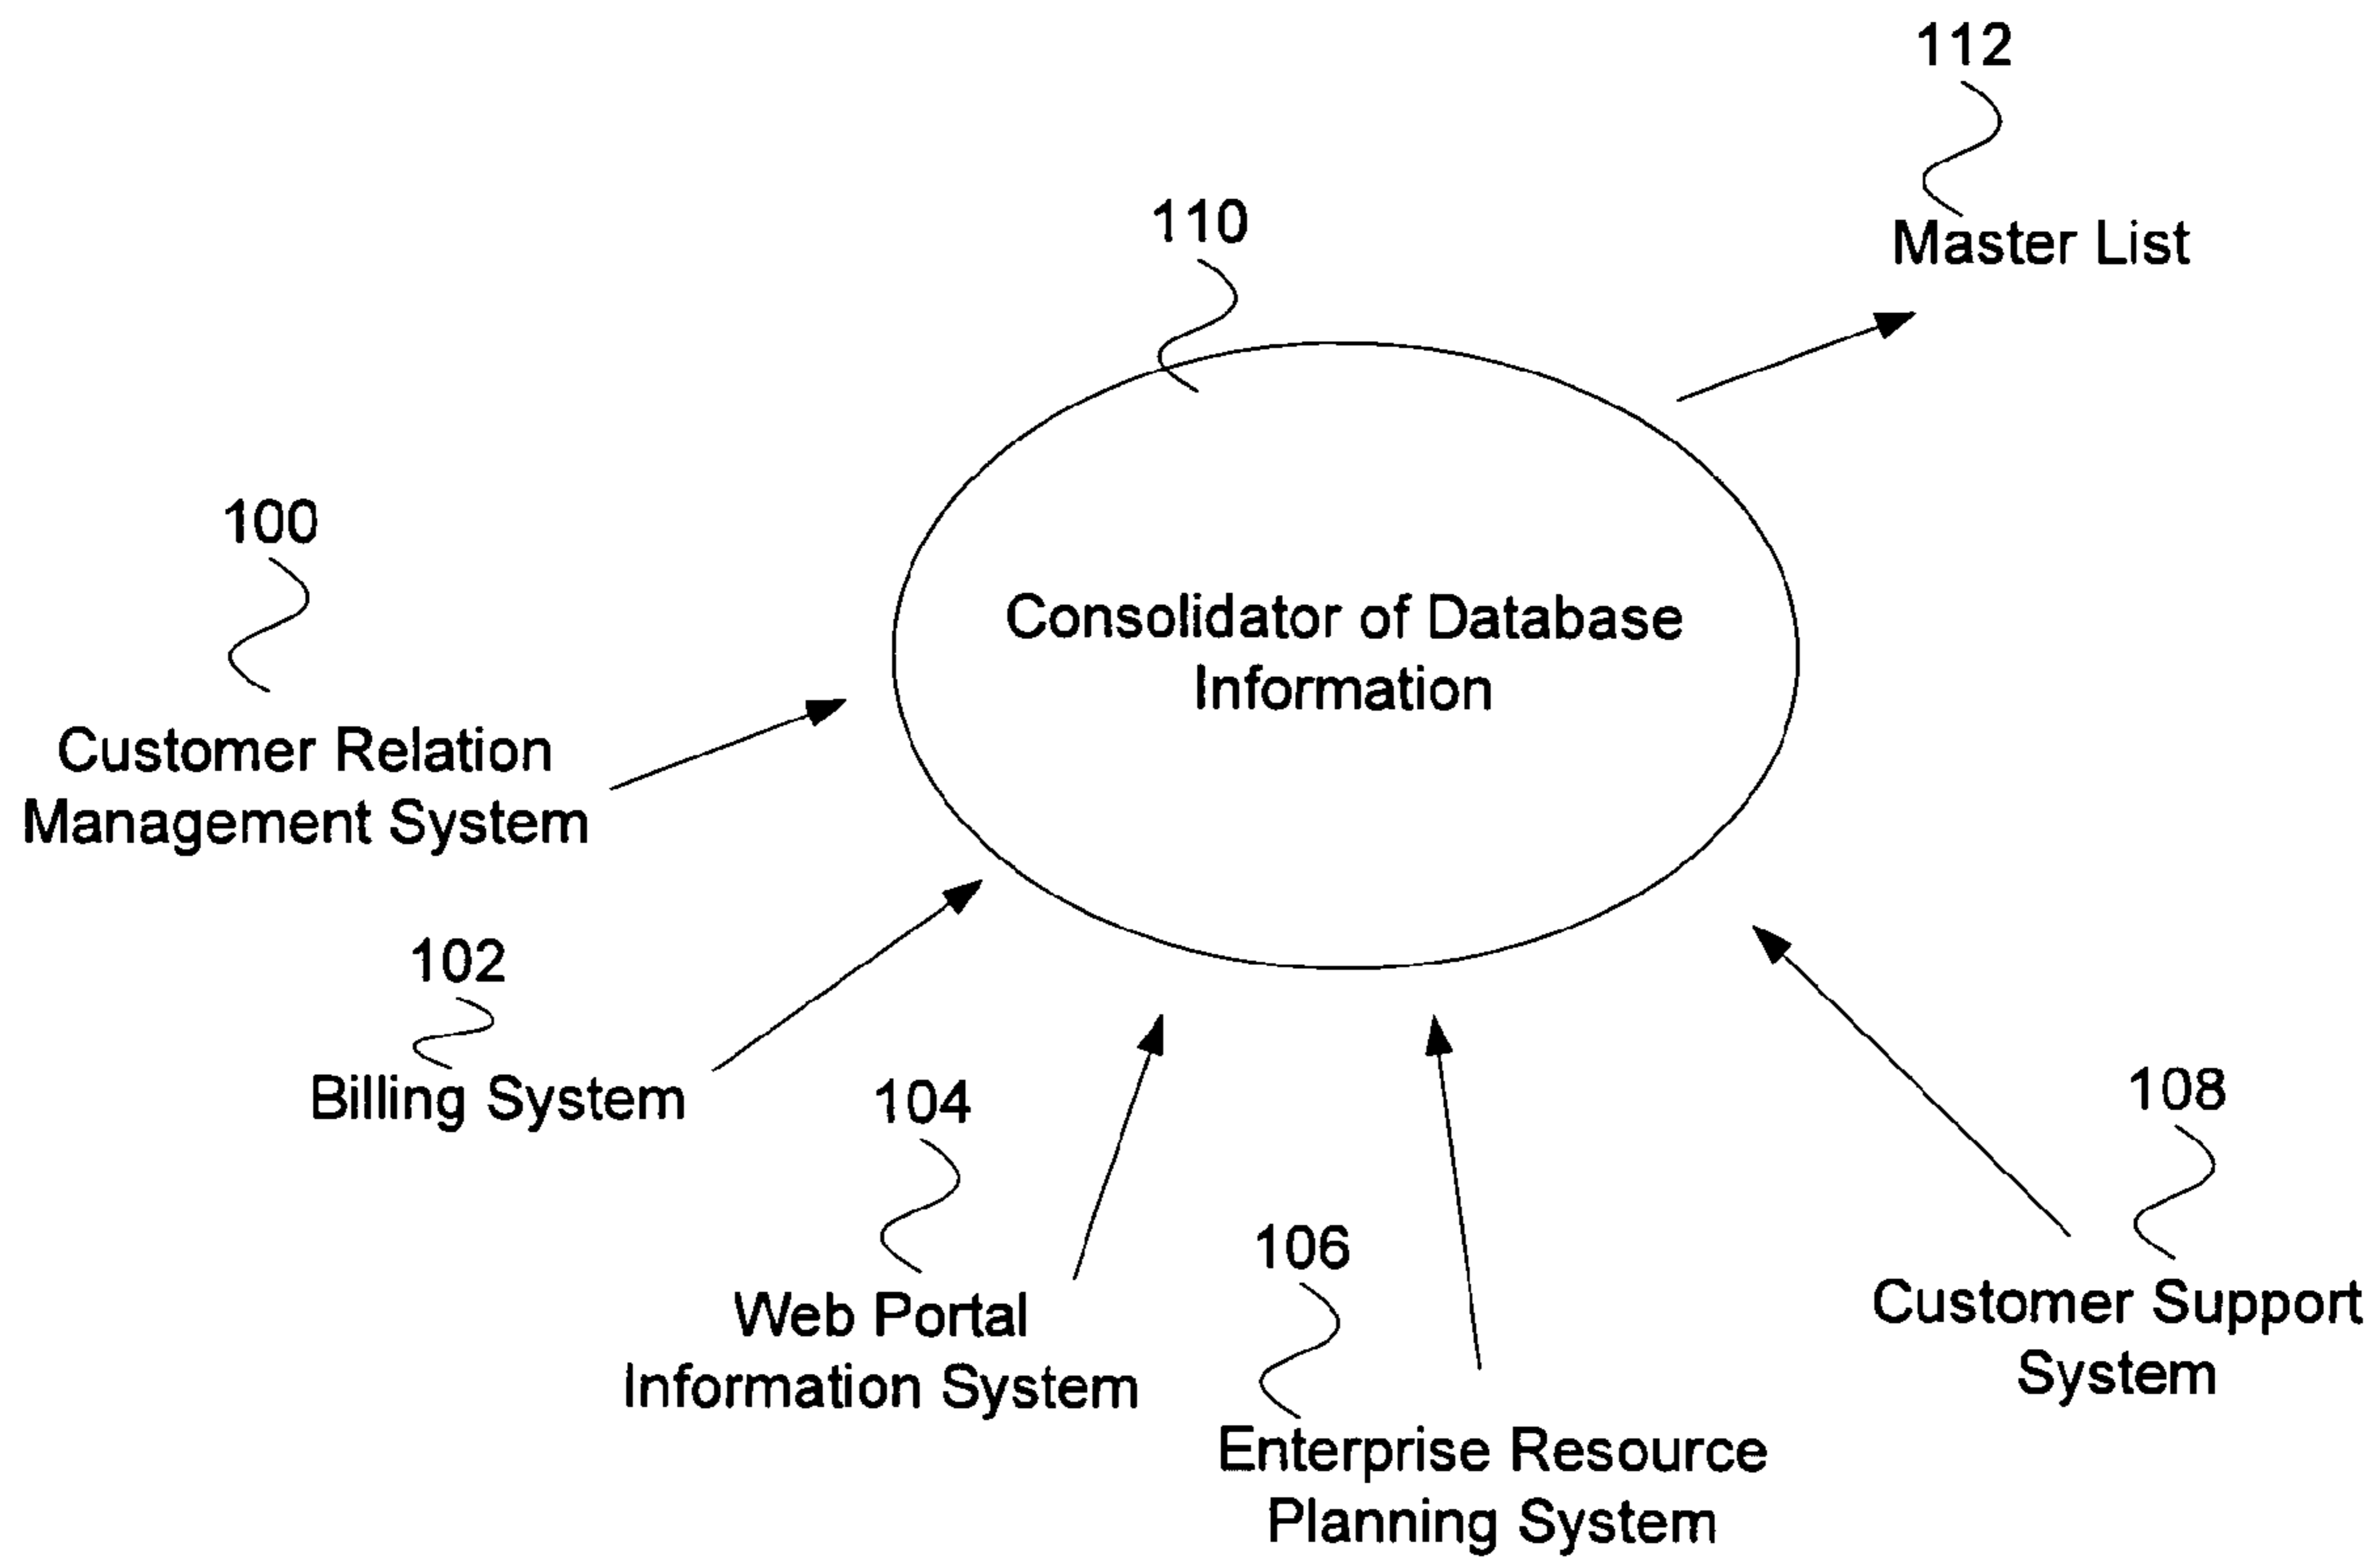 112
Master List
110
Consolidator of Database
Information
100
Customer Relation
Management System
102
Billing System
104
Web Portal
Information System
106
Enterprise Resource
Planning System
108
Customer Support
System